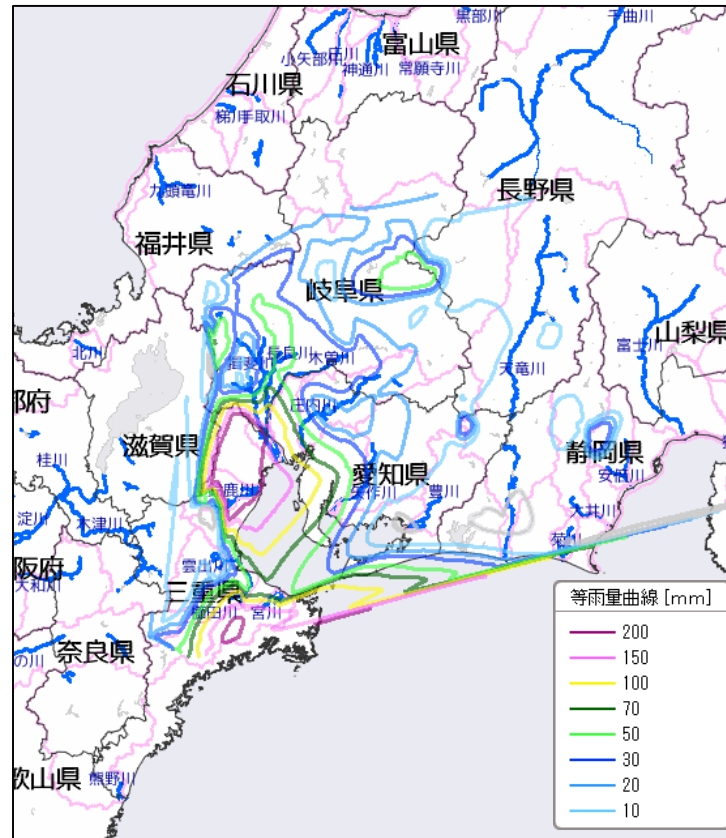 黒部川
千曲川
富山県
小矢部川
庄川
神通川
常願寺川
石川県
梯川
手取川
長野県
九頭竜川
福井県
岐阜県
山梨県
北川
揖斐川
長良川
木曽川
富士川
天竜川
都府
庄内川
滋賀県
愛知県
静岡県
桂川
鈴鹿川
矢作川
豊川
安倍川
淀川
木津川
大井川
菊川
阪府
雲出川
大和川
三重県
櫛田川
宮川
等雨量曲線 [mm]
奈良県
の川
200
150
100
70
50
歌山県
熊野川
30
20
10